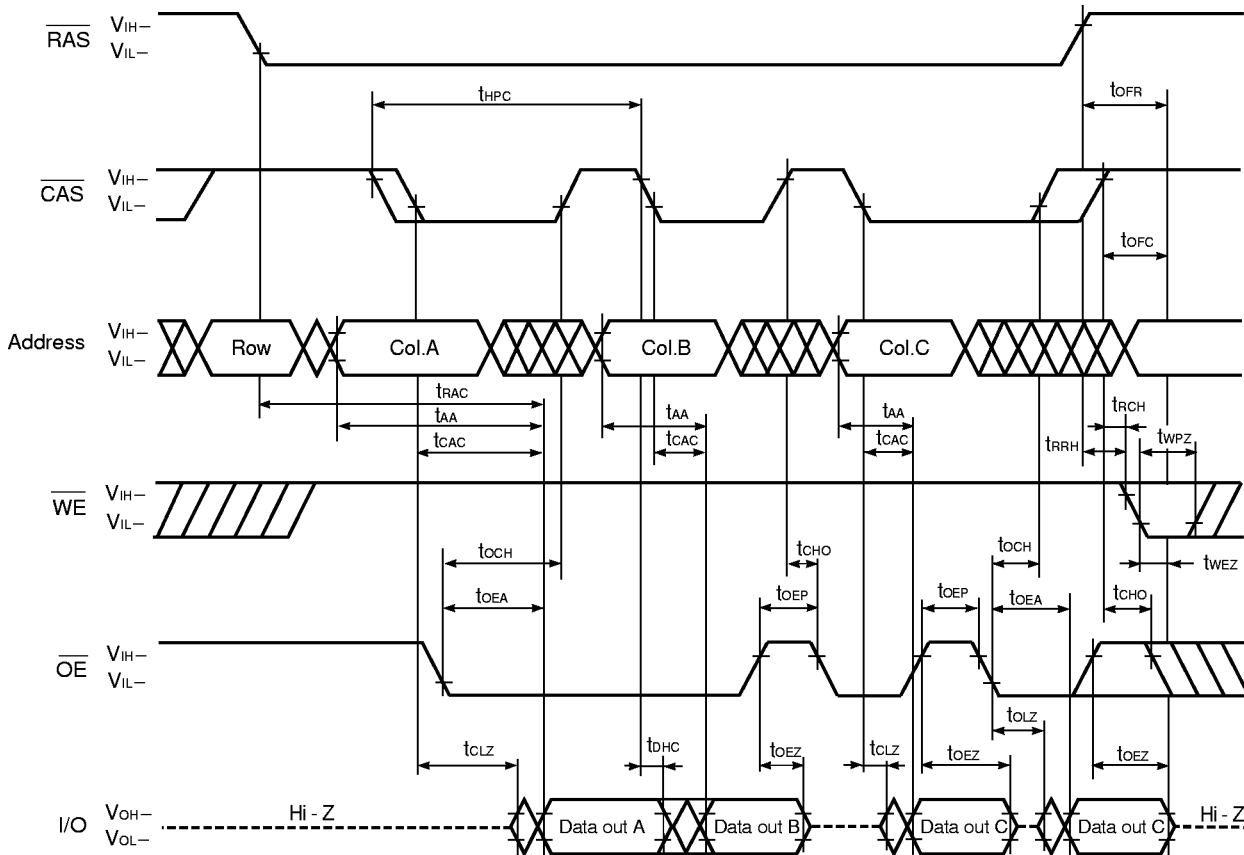 RAS VIH–
VIL–
tHPC tOFR
CAS VIH–
VIL–
tOFC
Address VIH–
VIL–
Row Col.A Col.B Col.C
tRAC
tAA tAA tAA
tCAC tCAC tCAC
tRCH
tRRH tWPZ
WE VIH–
VIL–
tOCH tCHO tOCH tWEZ
tOEA tOEP tOEP tOEA tCHO
OE VIH–
VIL–
tOLZ
tCLZ tDHC tOEZ tCLZ tOEZ tOEZ
I/O VOH–
VOL–
Hi - Z Data out A Data out B Data out C Data out C Hi - Z